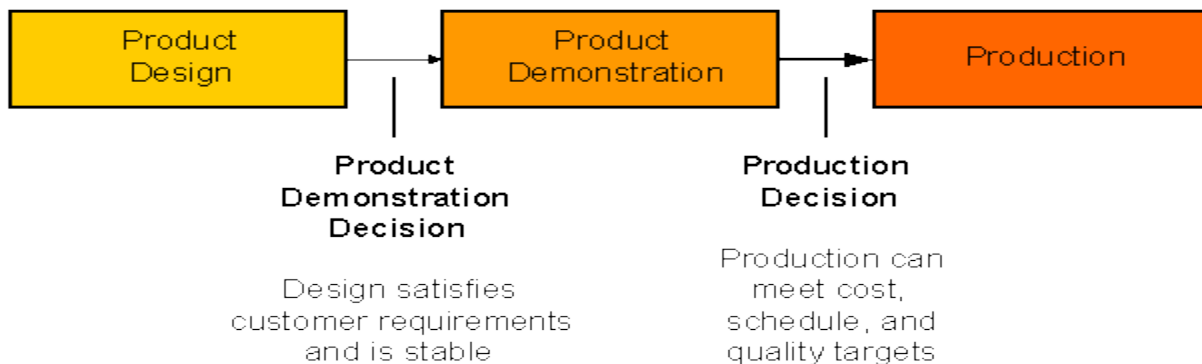 Product
Design
Product
Demonstration
Production
Product
Demonstration
Decision
Design satisfies
customer requirements
and is stable
Production
Decision
Production can
meet cost,
schedule, and
quality targets